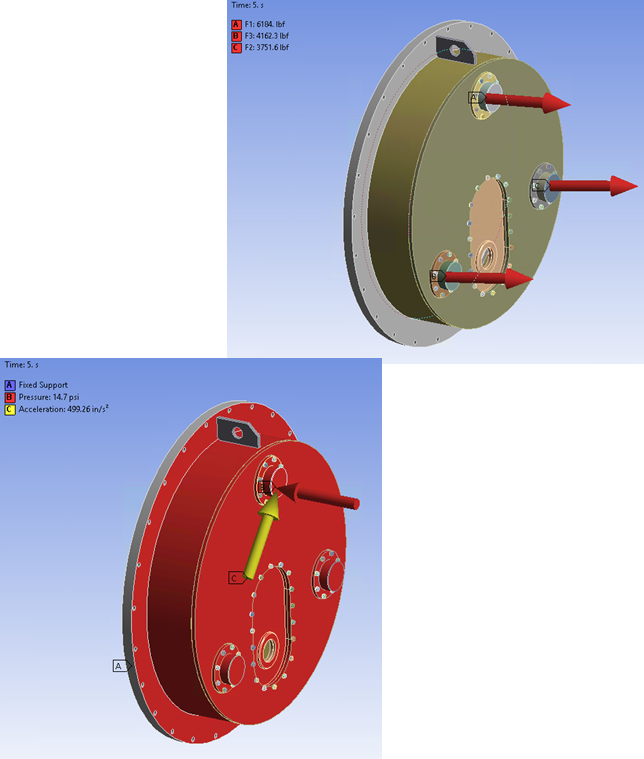 Time: 5. s
A F1: 6184. lbf
B F3: 4162.3 lbf
C F2: 3751.6 lbf
A
B
Time: 5. s
A Fixed Support
B Pressure: 14.7 psi
C Acceleration: 499.26 in/s²
C
A